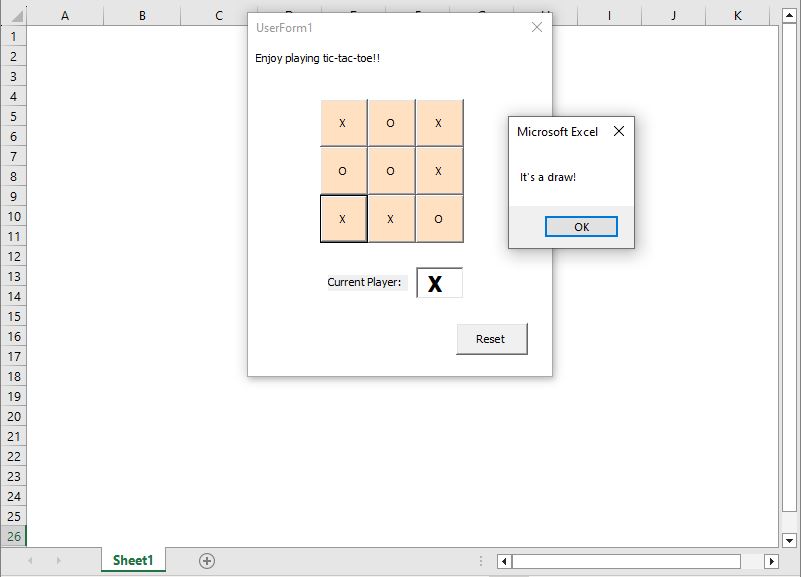 A B C I J K
UserForm1
Enjoy playing tic-tac-toe!!
X O X
O O X
X X O
Current Player: X
Reset
Microsoft Excel
It's a draw!
OK
1
2
3
4
5
6
7
8
9
10
11
12
13
14
15
16
17
18
19
20
21
22
23
24
25
26
Sheet1